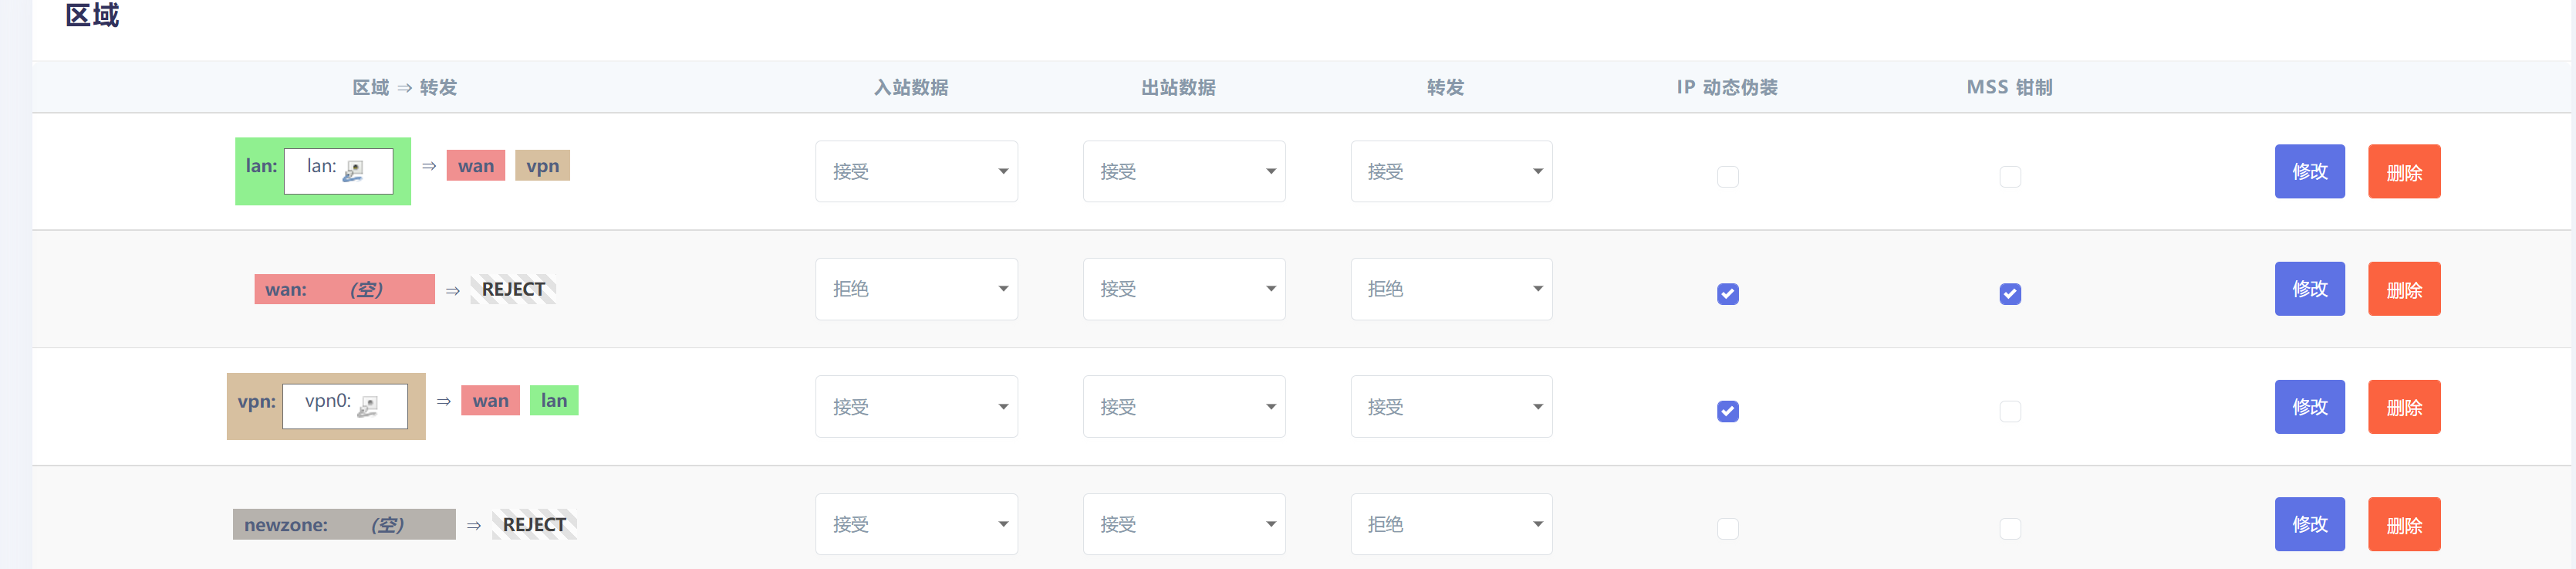 区域
区域 ⇒ 转发 入站数据 出站数据 转发 IP 动态伪装 MSS 钳制
lan: lan: ⇒ wan vpn 接受 接受 接受 修改 删除
wan: (空) ⇒ REJECT 拒绝 接受 拒绝 修改 删除
vpn: vpn0: ⇒ wan lan 接受 接受 接受 修改 删除
newzone: (空) ⇒ REJECT 接受 接受 拒绝 修改 删除